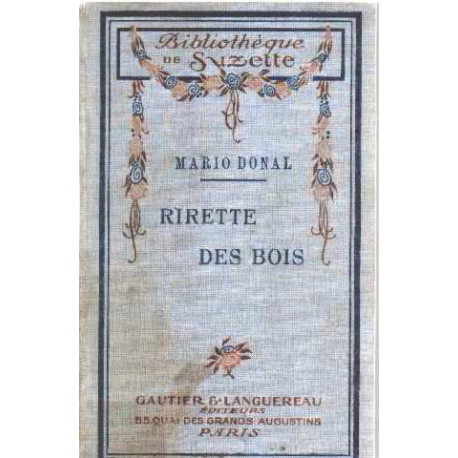 Bibliothèque
DE Suzette
MARIO DONAL
RIRETTE
DES BOIS
GAUTIER & LANGUEREAU
ÉDITEURS
55, QUAI DES GRANDS AUGUSTINS
PARIS